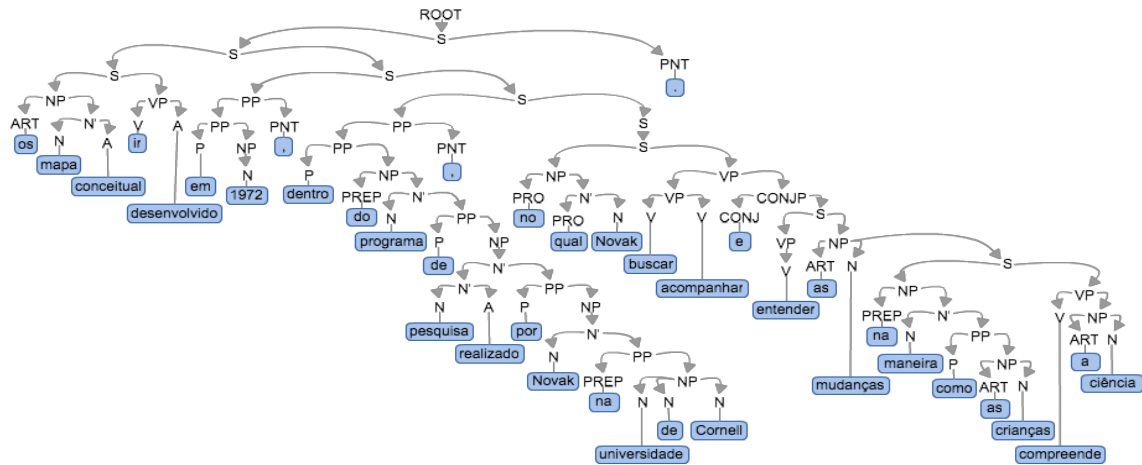 ROOT
S
S PNT
S S ,
NP VP PP S
ART N' V A PP PNT PP S
os N A ir P NP , PP PNT S
mapa em N P NP , NP VP
conceitual 1972 dentro PREP N' PRO N' VP CONJP
desenvolvido do N PP no PRO N V V CONJ S
programa P NP qual Novak e VP NP
de N' buscar V ART N S
N' PP acompanhar as NP VP
N A P NP entender PREP N' V NP
pesquisa por N' na N PP ART N
realizado N PP maneira P NP a
Novak PREP NP mudanças como ART N ciência
na N N N as crianças
de Cornell compreende
universidade